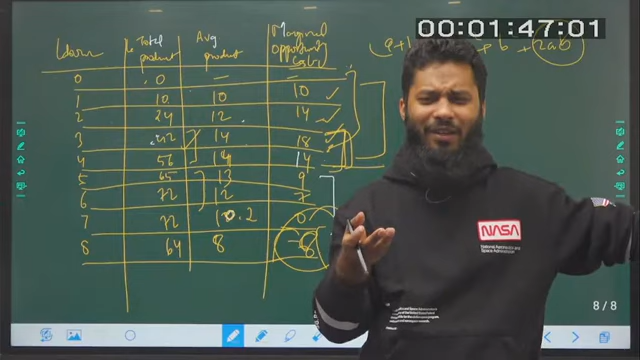 00:01:47:01
Total
product
Avg
product
Marginal
opportunity
0 0 — —
1 10 10 10
2 24 12 14
3 42 14 18
4 56 14 14
5 65 13 9
6 72 12 7
7 72 10.2 0
8 64 8 -8
+ b + 2ab
NASA
National Aeronautics and
Space Administration
8/8